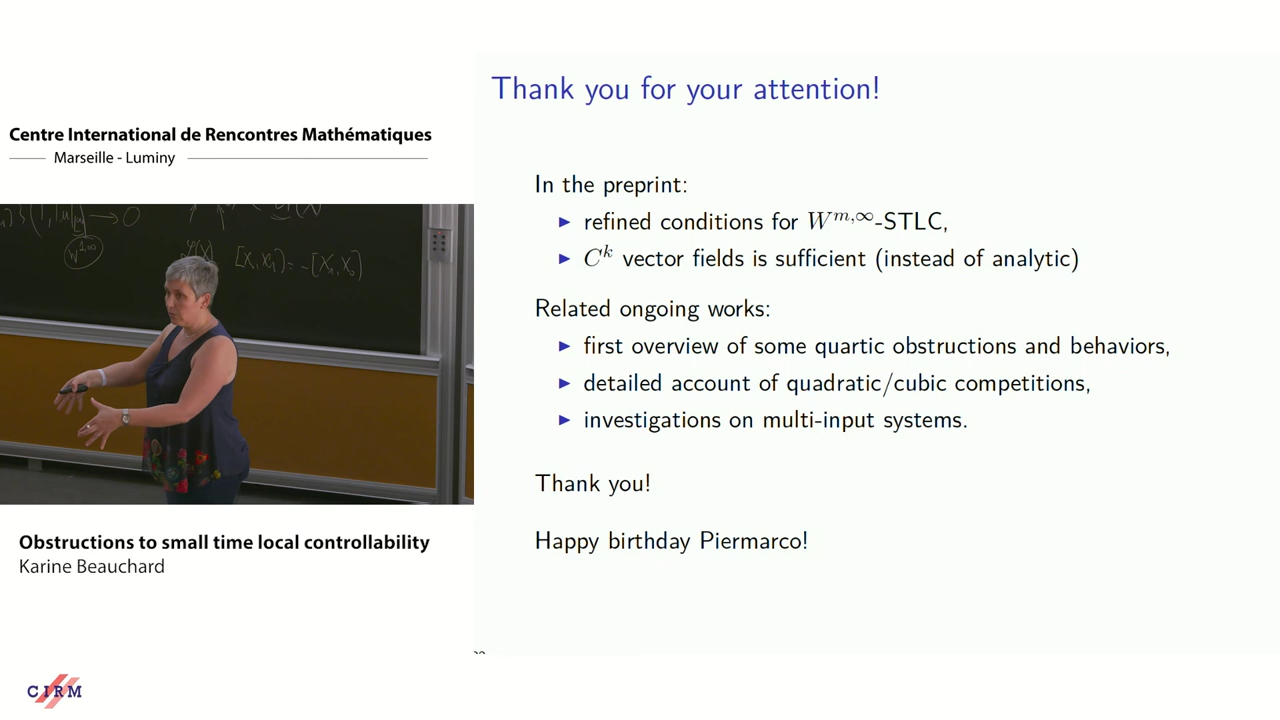 Centre International de Rencontres Mathématiques
Marseille - Luminy
[X₁, X₀]
Obstructions to small time local controllability
Karine Beauchard
CIRM
Thank you for your attention!
In the preprint:
▶ refined conditions for W^{m,∞}-STLC,
▶ C^k vector fields is sufficient (instead of analytic)
Related ongoing works:
▶ first overview of some quartic obstructions and behaviors,
▶ detailed account of quadratic/cubic competitions,
▶ investigations on multi-input systems.
Thank you!
Happy birthday Piermarco!